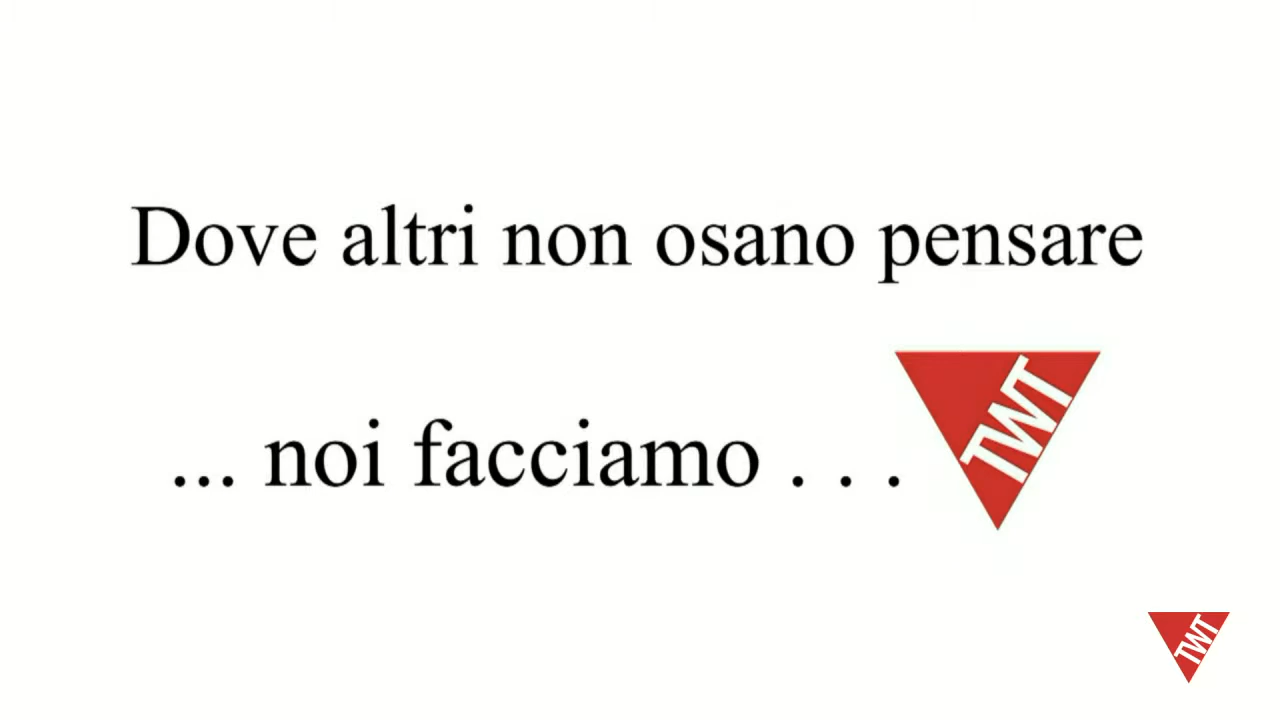 Dove altri non osano pensare
... noi facciamo . . .
TWT
TWT